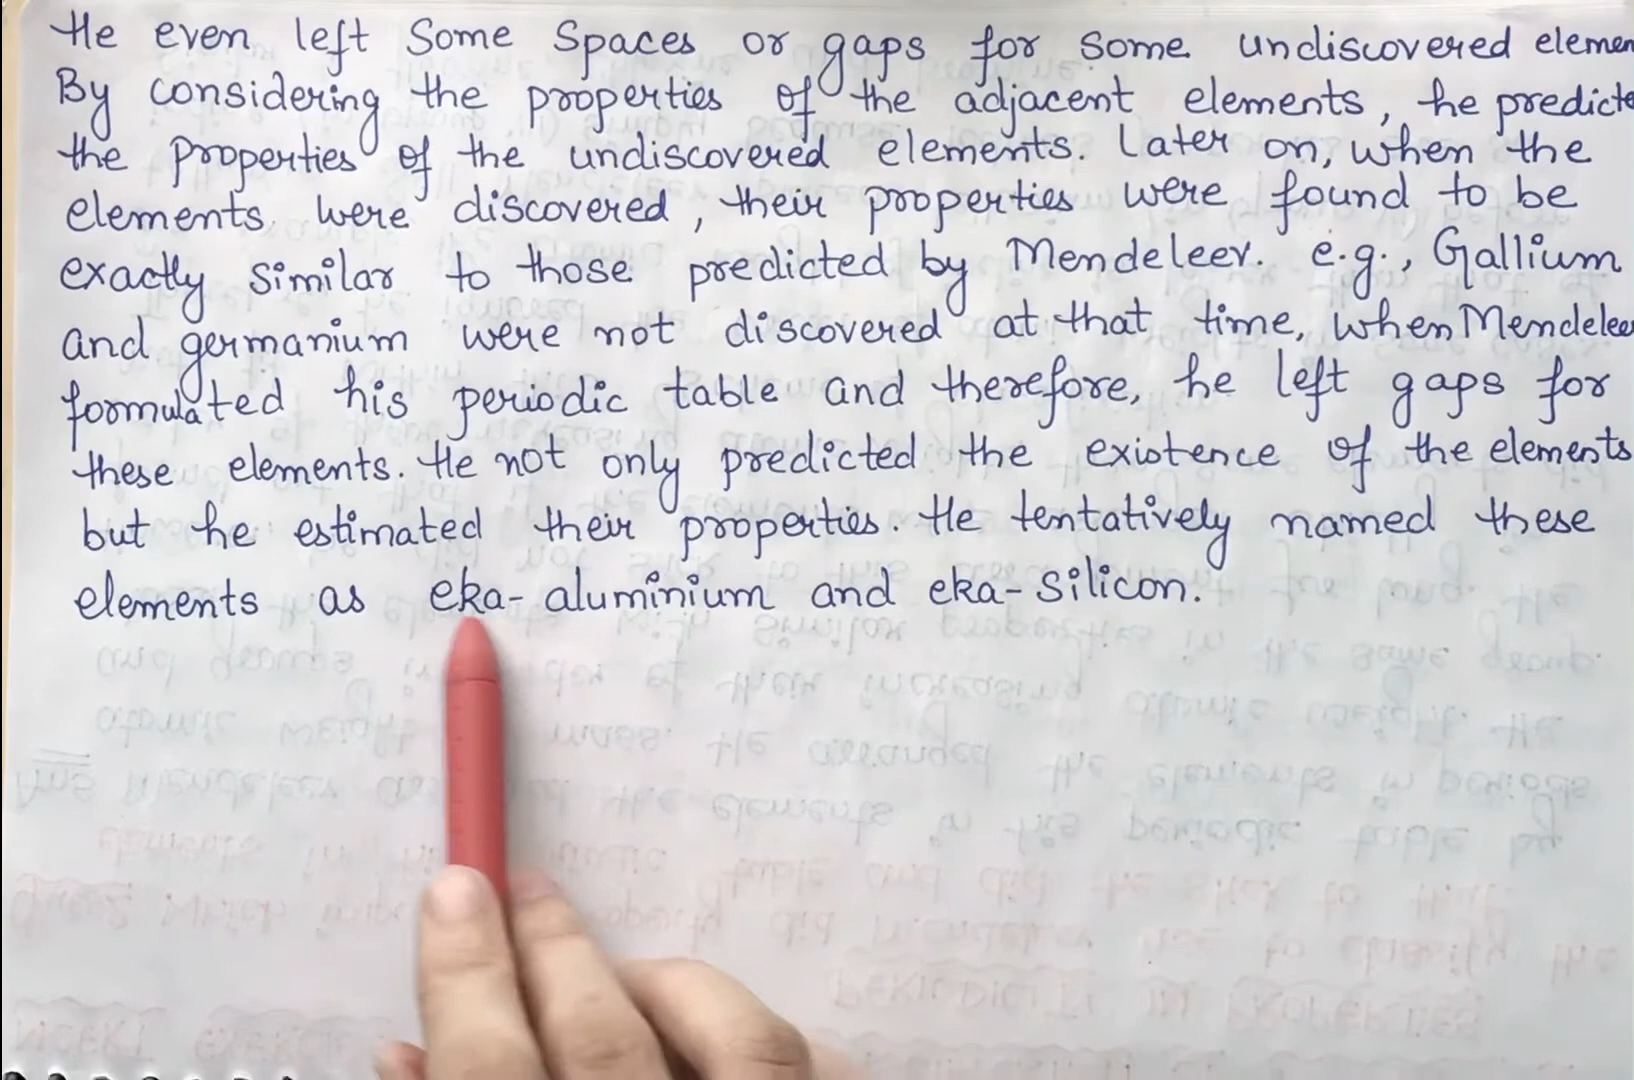 He even left Some Spaces or gaps for some undiscovered elemen
By considering the properties of the adjacent elements, he predicte
the properties of the undiscovered elements. Later on, when the
elements were discovered, their properties were found to be
exactly similar to those predicted by Mendeleev. e.g., Gallium
and germanium were not discovered at that time, when Mendelee
formulated his periodic table and therefore, he left gaps for
these elements. He not only predicted the existence of the elements
but he estimated their properties. He tentatively named these
elements as eka-aluminium and eka-silicon.